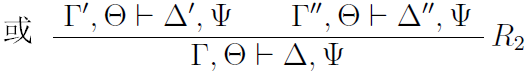 或 Γ′, Θ ⊢ Δ′, Ψ Γ″, Θ ⊢ Δ″, Ψ R₂
Γ, Θ ⊢ Δ, Ψ